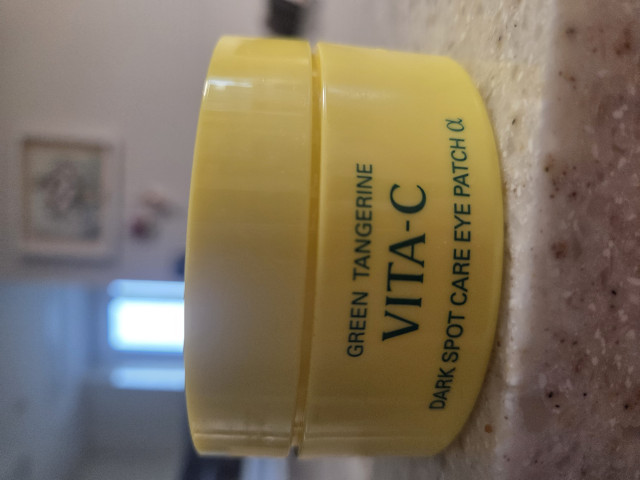 GREEN TANGERINE
VITA-C
DARK SPOT CARE EYE PATCH α